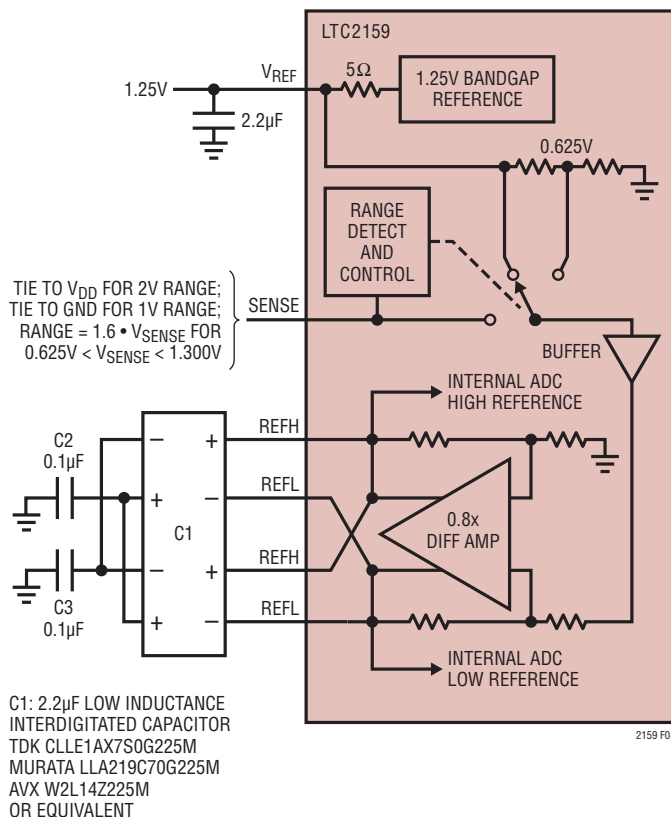 LTC2159
1.25V
VREF
5Ω
1.25V BANDGAP
REFERENCE
2.2µF
0.625V
RANGE
DETECT
AND
CONTROL
TIE TO VDD FOR 2V RANGE;
TIE TO GND FOR 1V RANGE;
RANGE = 1.6 • VSENSE FOR
0.625V < VSENSE < 1.300V
SENSE
BUFFER
INTERNAL ADC
HIGH REFERENCE
C2
0.1µF
REFH
REFL
0.8x
DIFF AMP
C1
REFH
C3
0.1µF
REFL
INTERNAL ADC
LOW REFERENCE
– +
+ –
– +
+ –
C1: 2.2µF LOW INDUCTANCE
INTERDIGITATED CAPACITOR
TDK CLLE1AX7S0G225M
MURATA LLA219C70G225M
AVX W2L14Z225M
OR EQUIVALENT